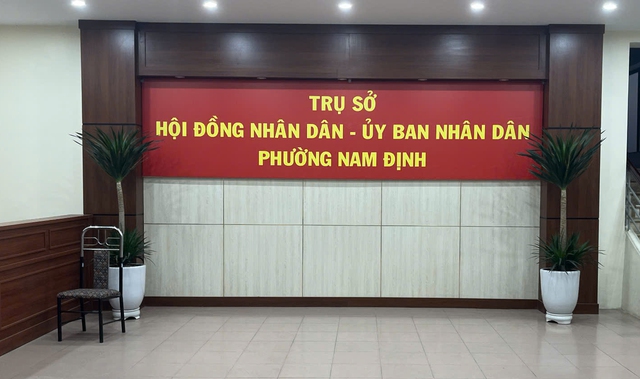 TRỤ SỞ
HỘI ĐỒNG NHÂN DÂN - ỦY BAN NHÂN DÂN
PHƯỜNG NAM ĐỊNH